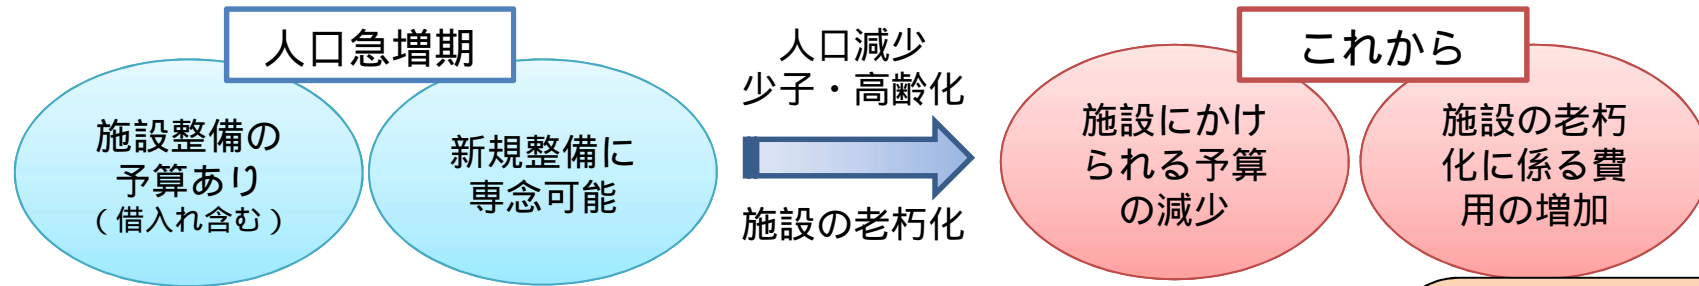 人口急増期
施設整備の
予算あり
（借入れ含む）
新規整備に
専念可能
人口減少
少子・高齢化
施設の老朽化
これから
施設にかけ
られる予算
の減少
施設の老朽
化に係る費
用の増加